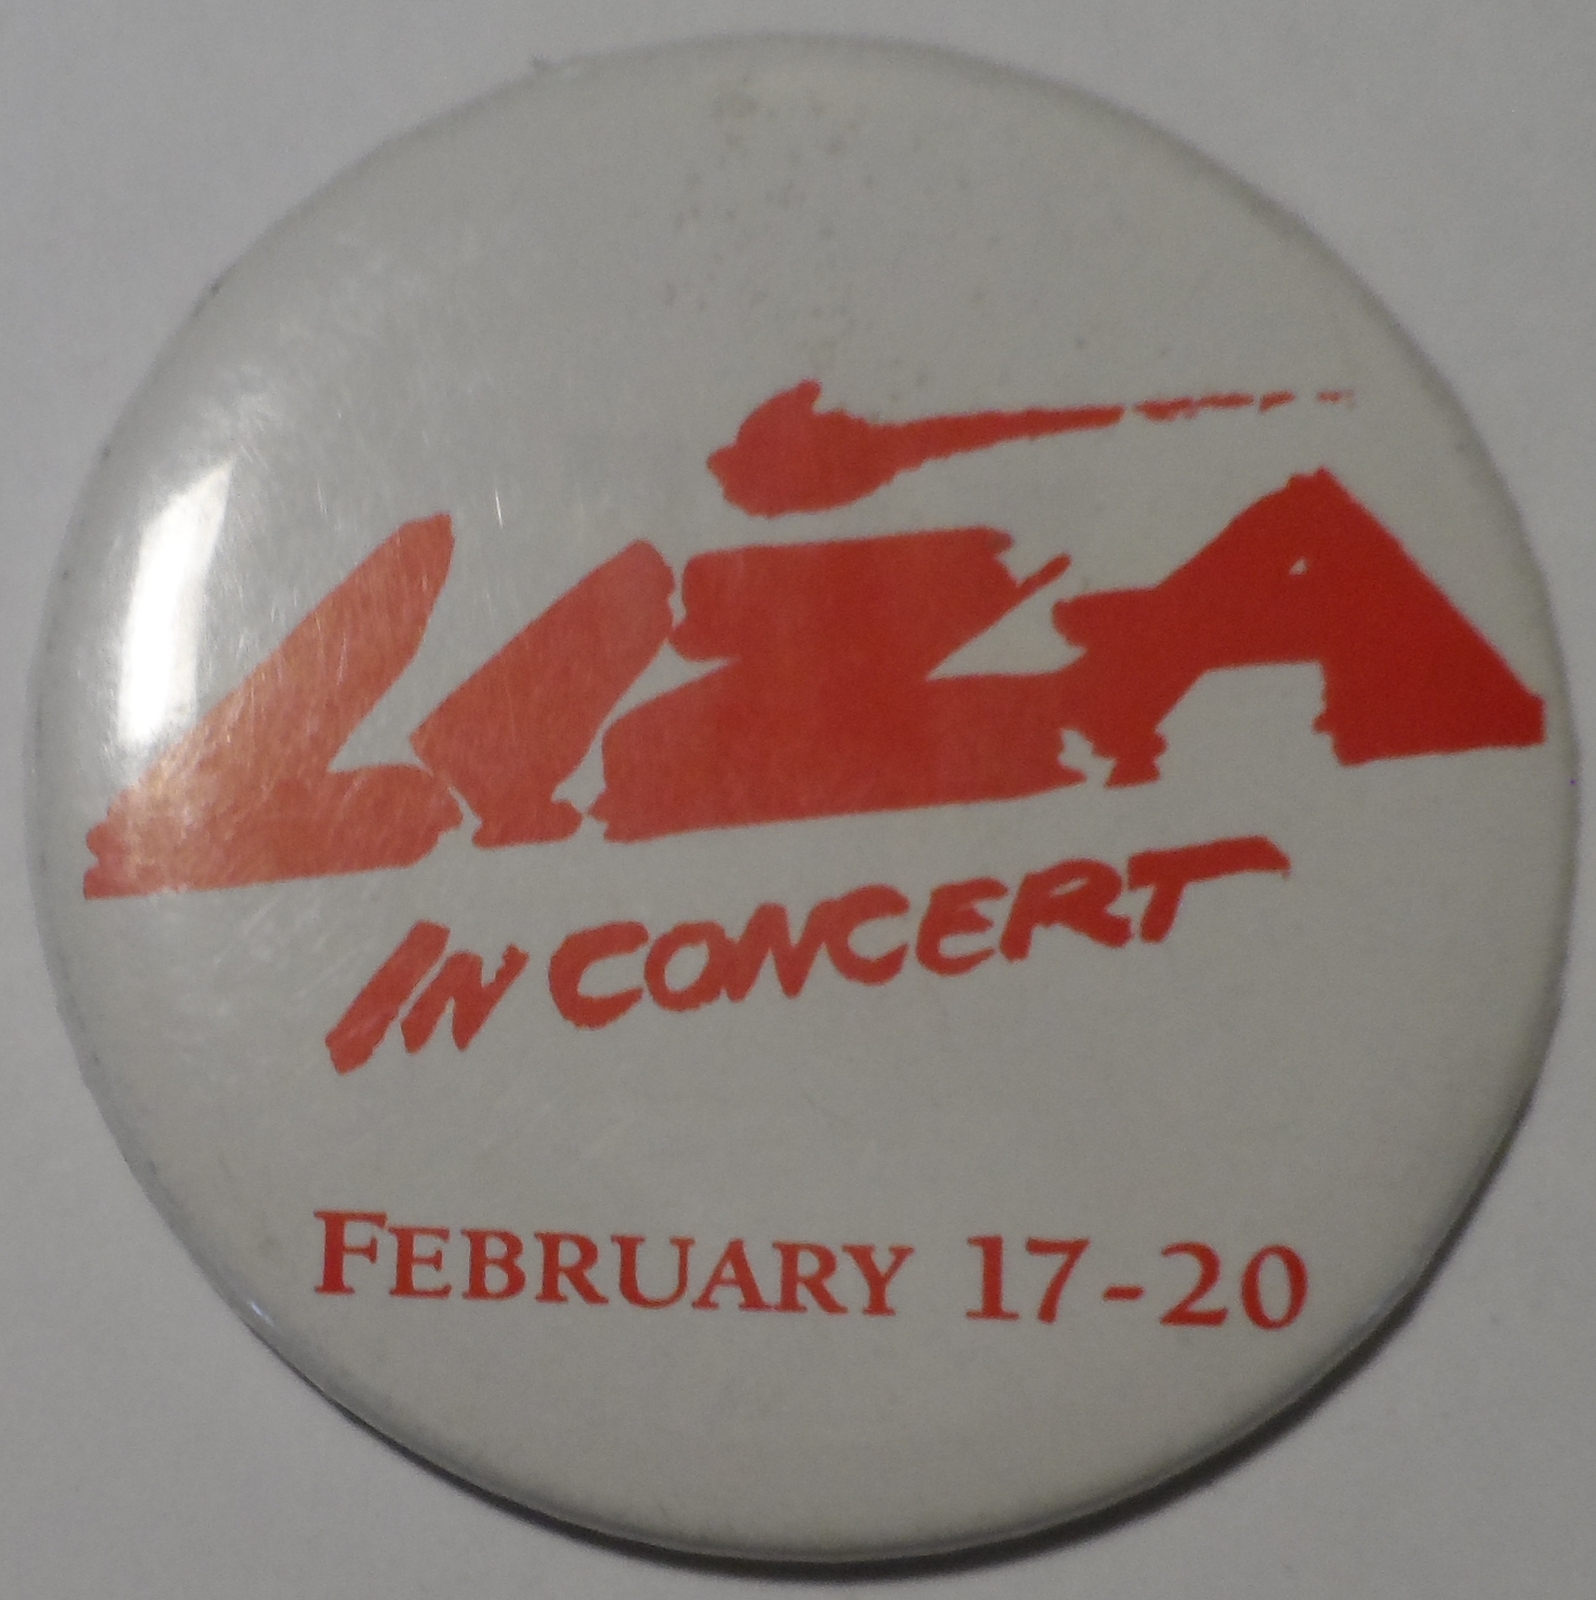 LIZA
IN CONCERT
FEBRUARY 17-20